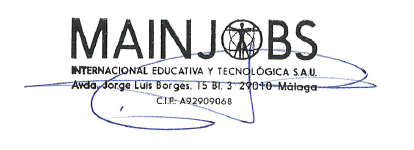 MAINJOBS
INTERNACIONAL EDUCATIVA Y TECNOLÓGICA S.A.U.
Avda. Jorge Luis Borges, 15 Bl. 3 29010 Málaga
C.I.F.: A92909068